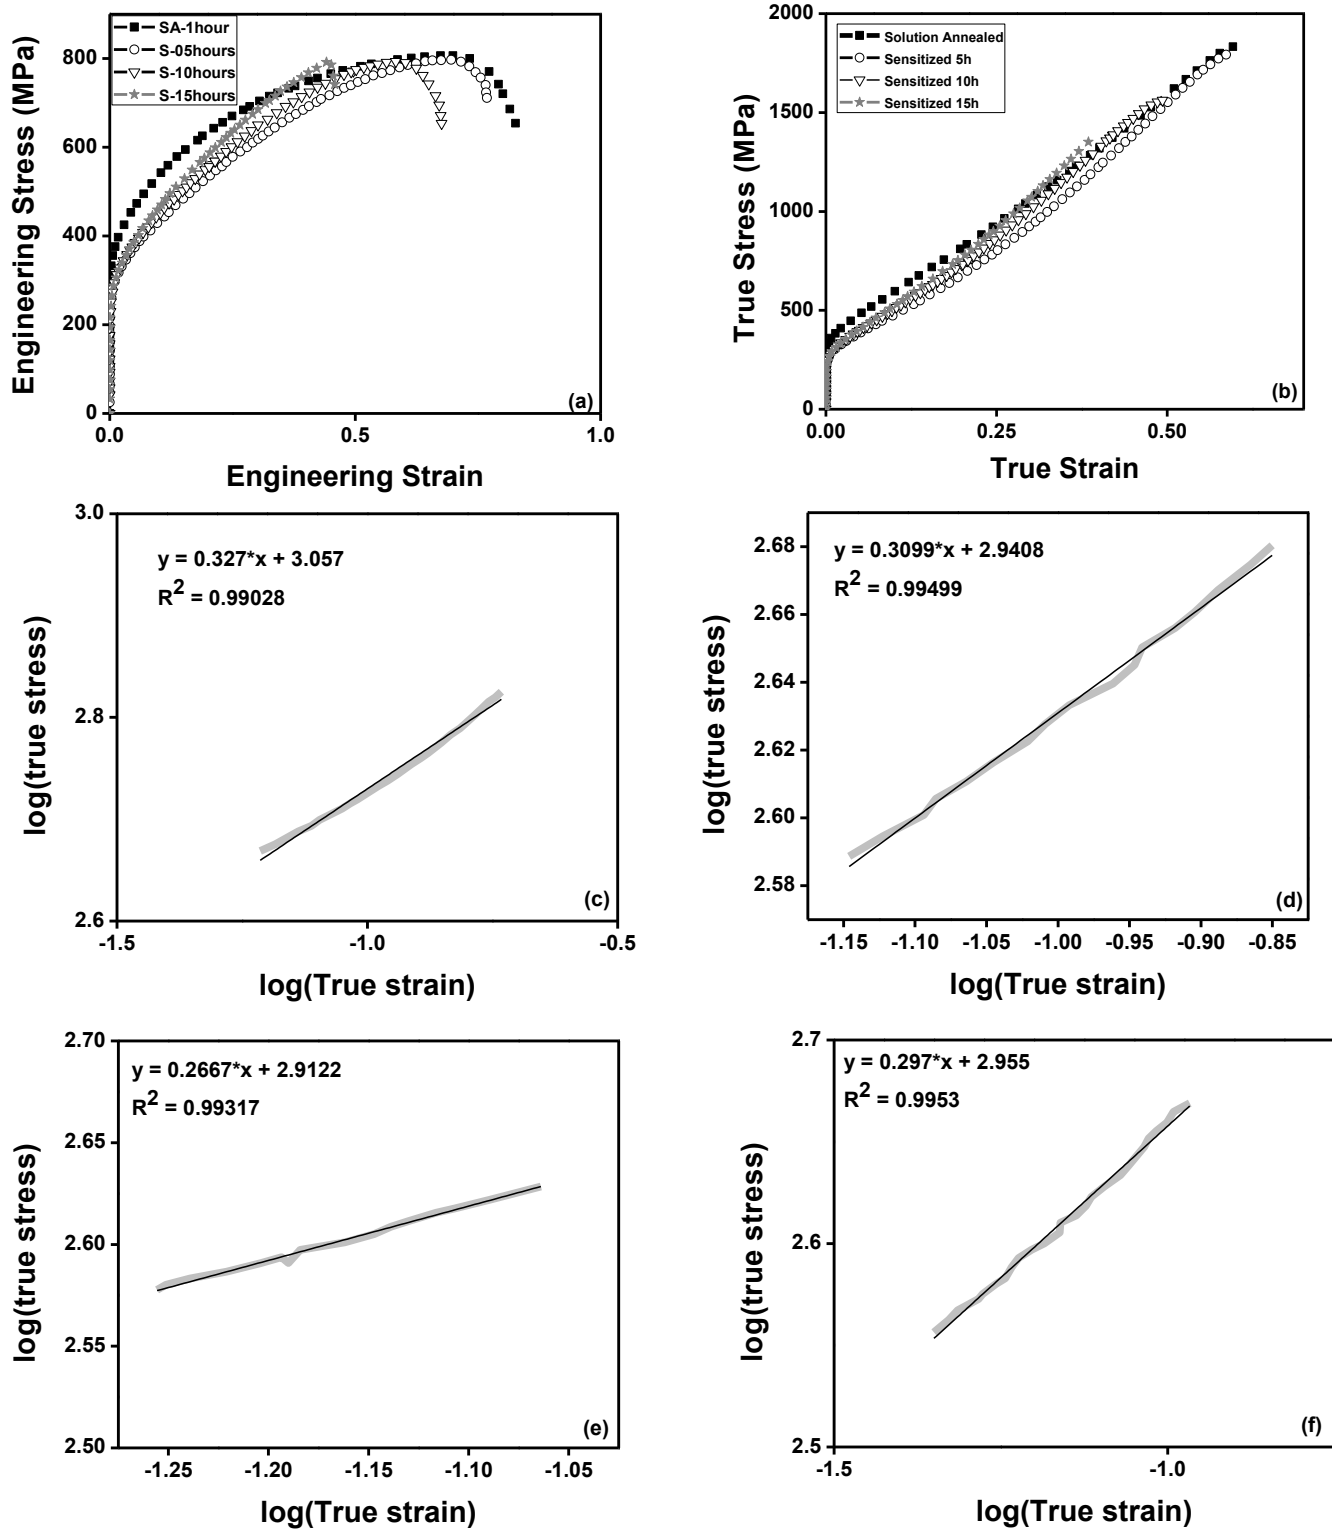 SA-1hour
S-05hours
S-10hours
S-15hours
800
600
400
200
0
0.0
0.5
1.0
Engineering Stress (MPa)
Engineering Strain
(a)
Solution Annealed
Sensitized 5h
Sensitized 10h
Sensitized 15h
2000
1500
1000
500
0
0.00
0.25
0.50
True Stress (MPa)
True Strain
(b)
3.0
2.8
2.6
-1.5
-1.0
-0.5
y = 0.327*x + 3.057
R² = 0.99028
log(true stress)
log(True strain)
(c)
2.68
2.66
2.64
2.62
2.60
2.58
-1.15
-1.10
-1.05
-1.00
-0.95
-0.90
-0.85
y = 0.3099*x + 2.9408
R² = 0.99499
log(true stress)
log(True strain)
(d)
2.70
2.65
2.60
2.55
2.50
-1.25
-1.20
-1.15
-1.10
-1.05
y = 0.2667*x + 2.9122
R² = 0.99317
log(true stress)
log(True strain)
(e)
2.7
2.6
2.5
-1.5
-1.0
y = 0.297*x + 2.955
R² = 0.9953
log(true stress)
log(True strain)
(f)